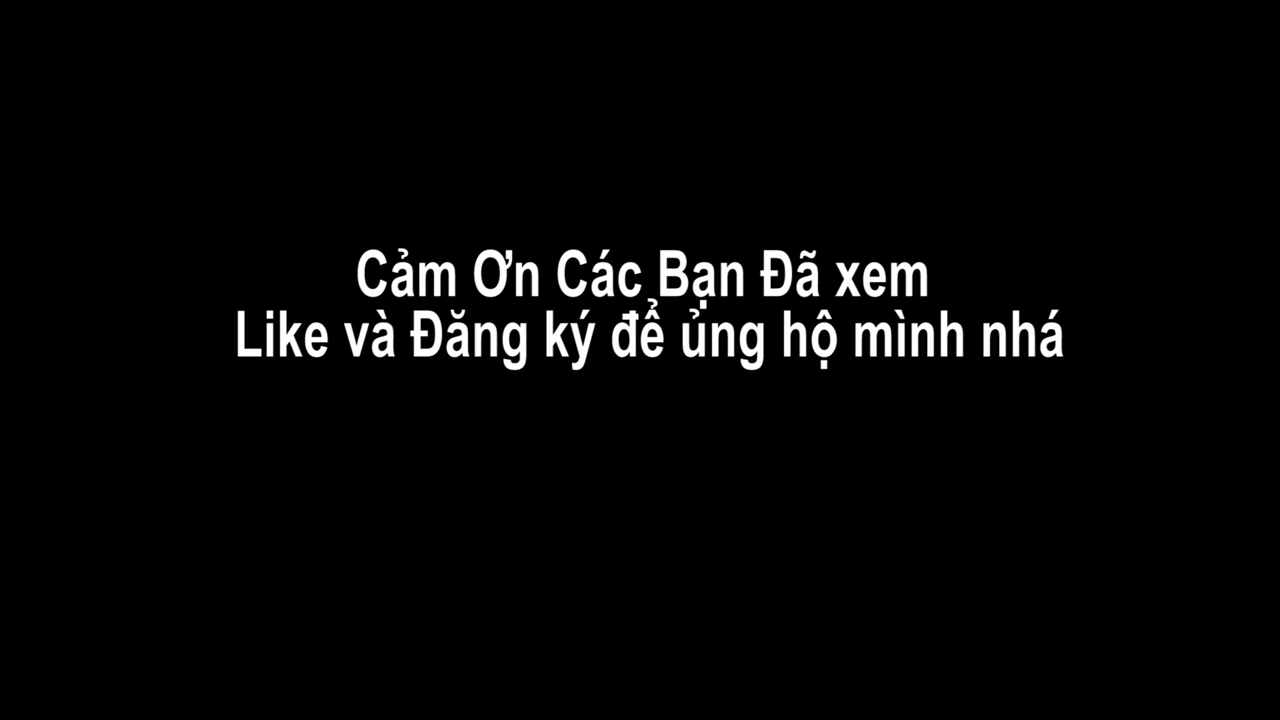 Cảm Ơn Các Bạn Đã xem
Like và Đăng ký để ủng hộ mình nhá